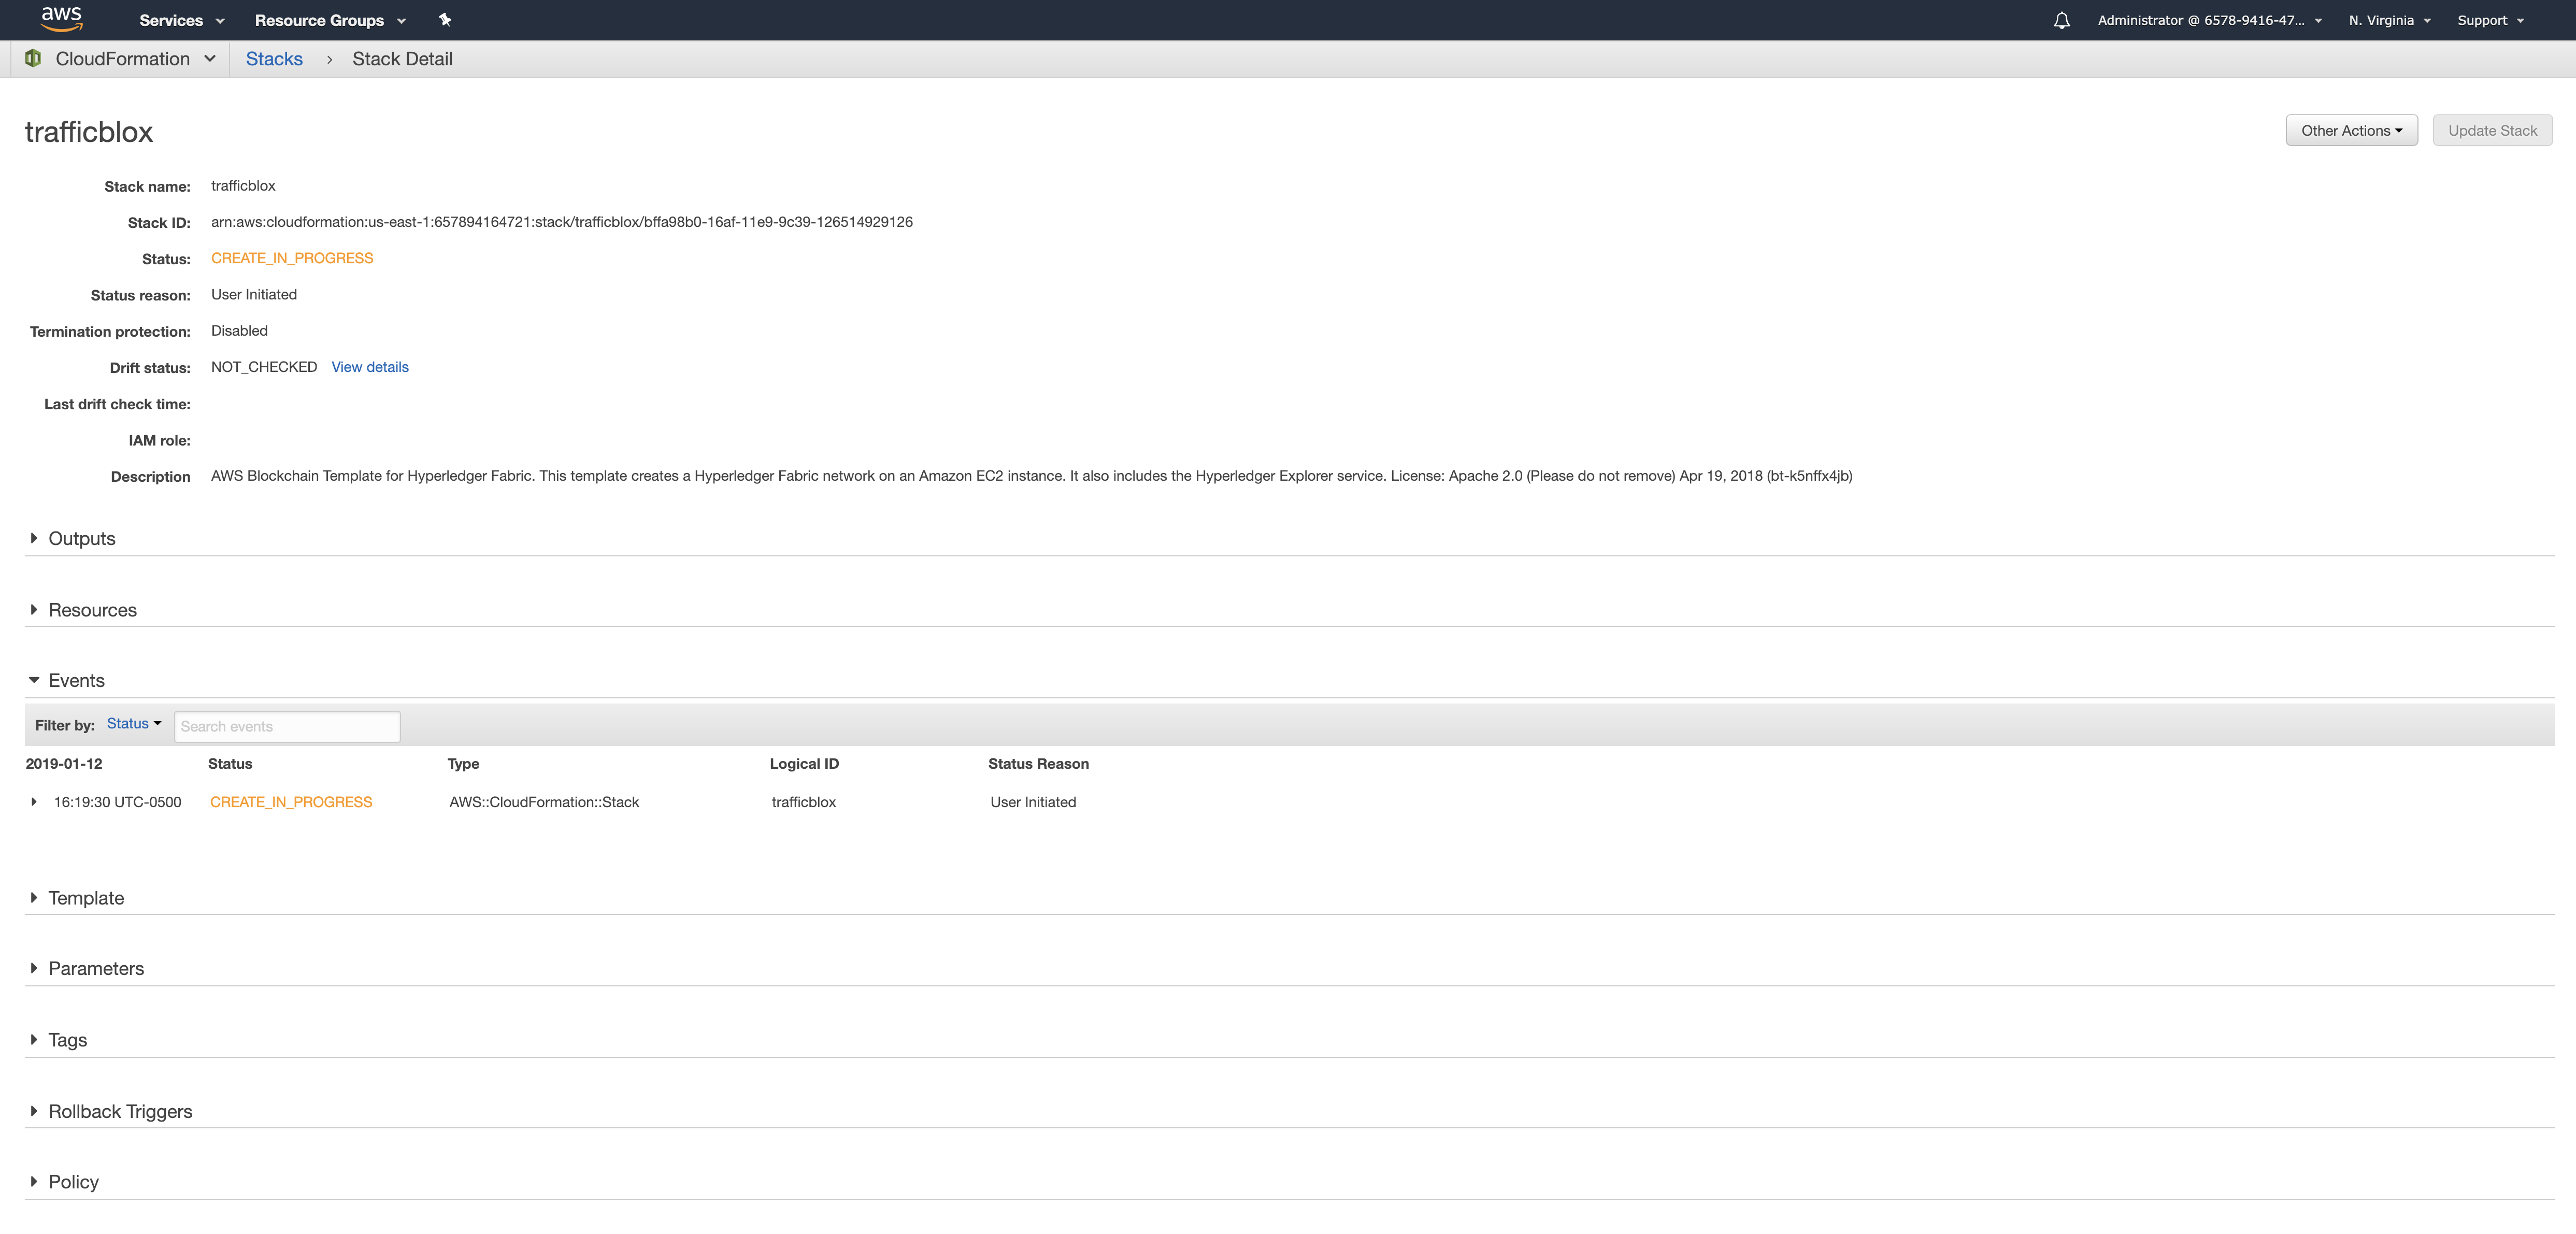 aws Services Resource Groups Administrator @ 6578-9416-47... N. Virginia Support
CloudFormation Stacks › Stack Detail
trafficblox Other Actions Update Stack
Stack name: trafficblox
Stack ID: arn:aws:cloudformation:us-east-1:657894164721:stack/trafficblox/bffa98b0-16af-11e9-9c39-126514929126
Status: CREATE_IN_PROGRESS
Status reason: User Initiated
Termination protection: Disabled
Drift status: NOT_CHECKED View details
Last drift check time:
IAM role:
Description AWS Blockchain Template for Hyperledger Fabric. This template creates a Hyperledger Fabric network on an Amazon EC2 instance. It also includes the Hyperledger Explorer service. License: Apache 2.0 (Please do not remove) Apr 19, 2018 (bt-k5nffx4jb)
Outputs
Resources
Events
Filter by: Status Search events
2019-01-12 Status Type Logical ID Status Reason
16:19:30 UTC-0500 CREATE_IN_PROGRESS AWS::CloudFormation::Stack trafficblox User Initiated
Template
Parameters
Tags
Rollback Triggers
Policy